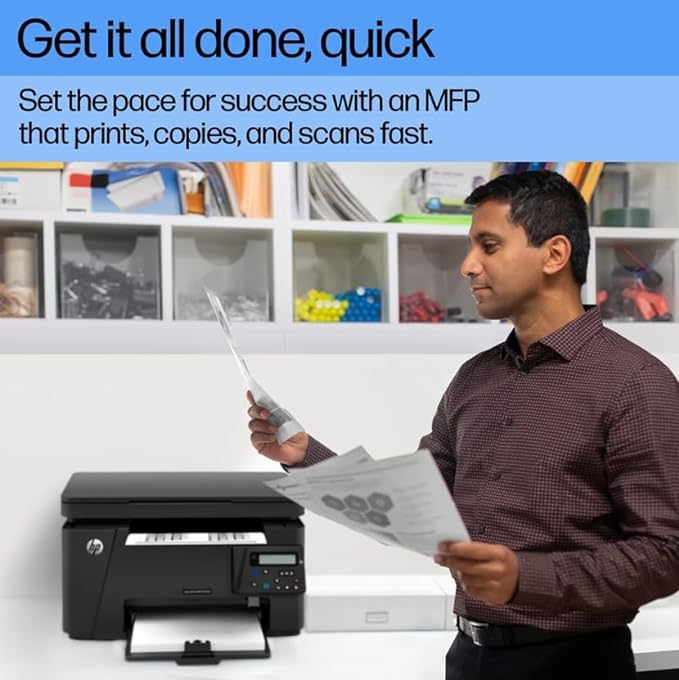 Get it all done, quick
Set the pace for success with an MFP
that prints, copies, and scans fast.
hp